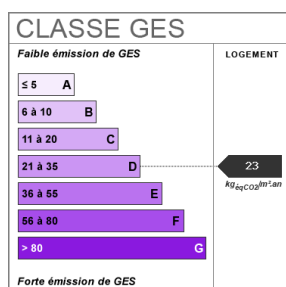 CLASSE GES
Faible émission de GES
LOGEMENT
≤ 5 A
6 à 10 B
11 à 20 C
21 à 35 D
23
kgéqCO2/m².an
36 à 55 E
56 à 80 F
> 80 G
Forte émission de GES